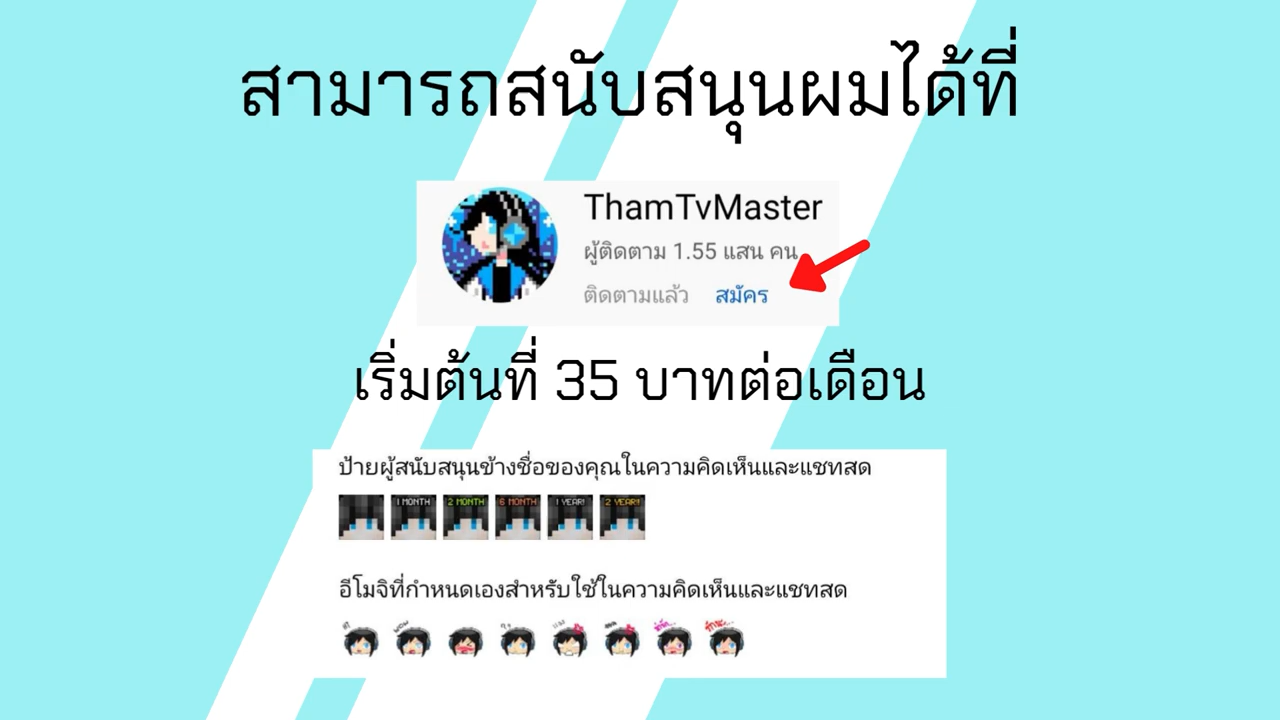 สามารถสนับสนุนผมได้ที่
ThamTvMaster
ผู้ติดตาม 1.55 แสน คน
ติดตามแล้ว สมัคร
เริ่มต้นที่ 35 บาทต่อเดือน
ป้ายผู้สนับสนุนข้างชื่อของคุณในความคิดเห็นและแชทสด
1 MONTH 2 MONTH 6 MONTH 1 YEAR! 2 YEAR!!
อีโมจิที่กำหนดเองสำหรับใช้ในความคิดเห็นและแชทสด